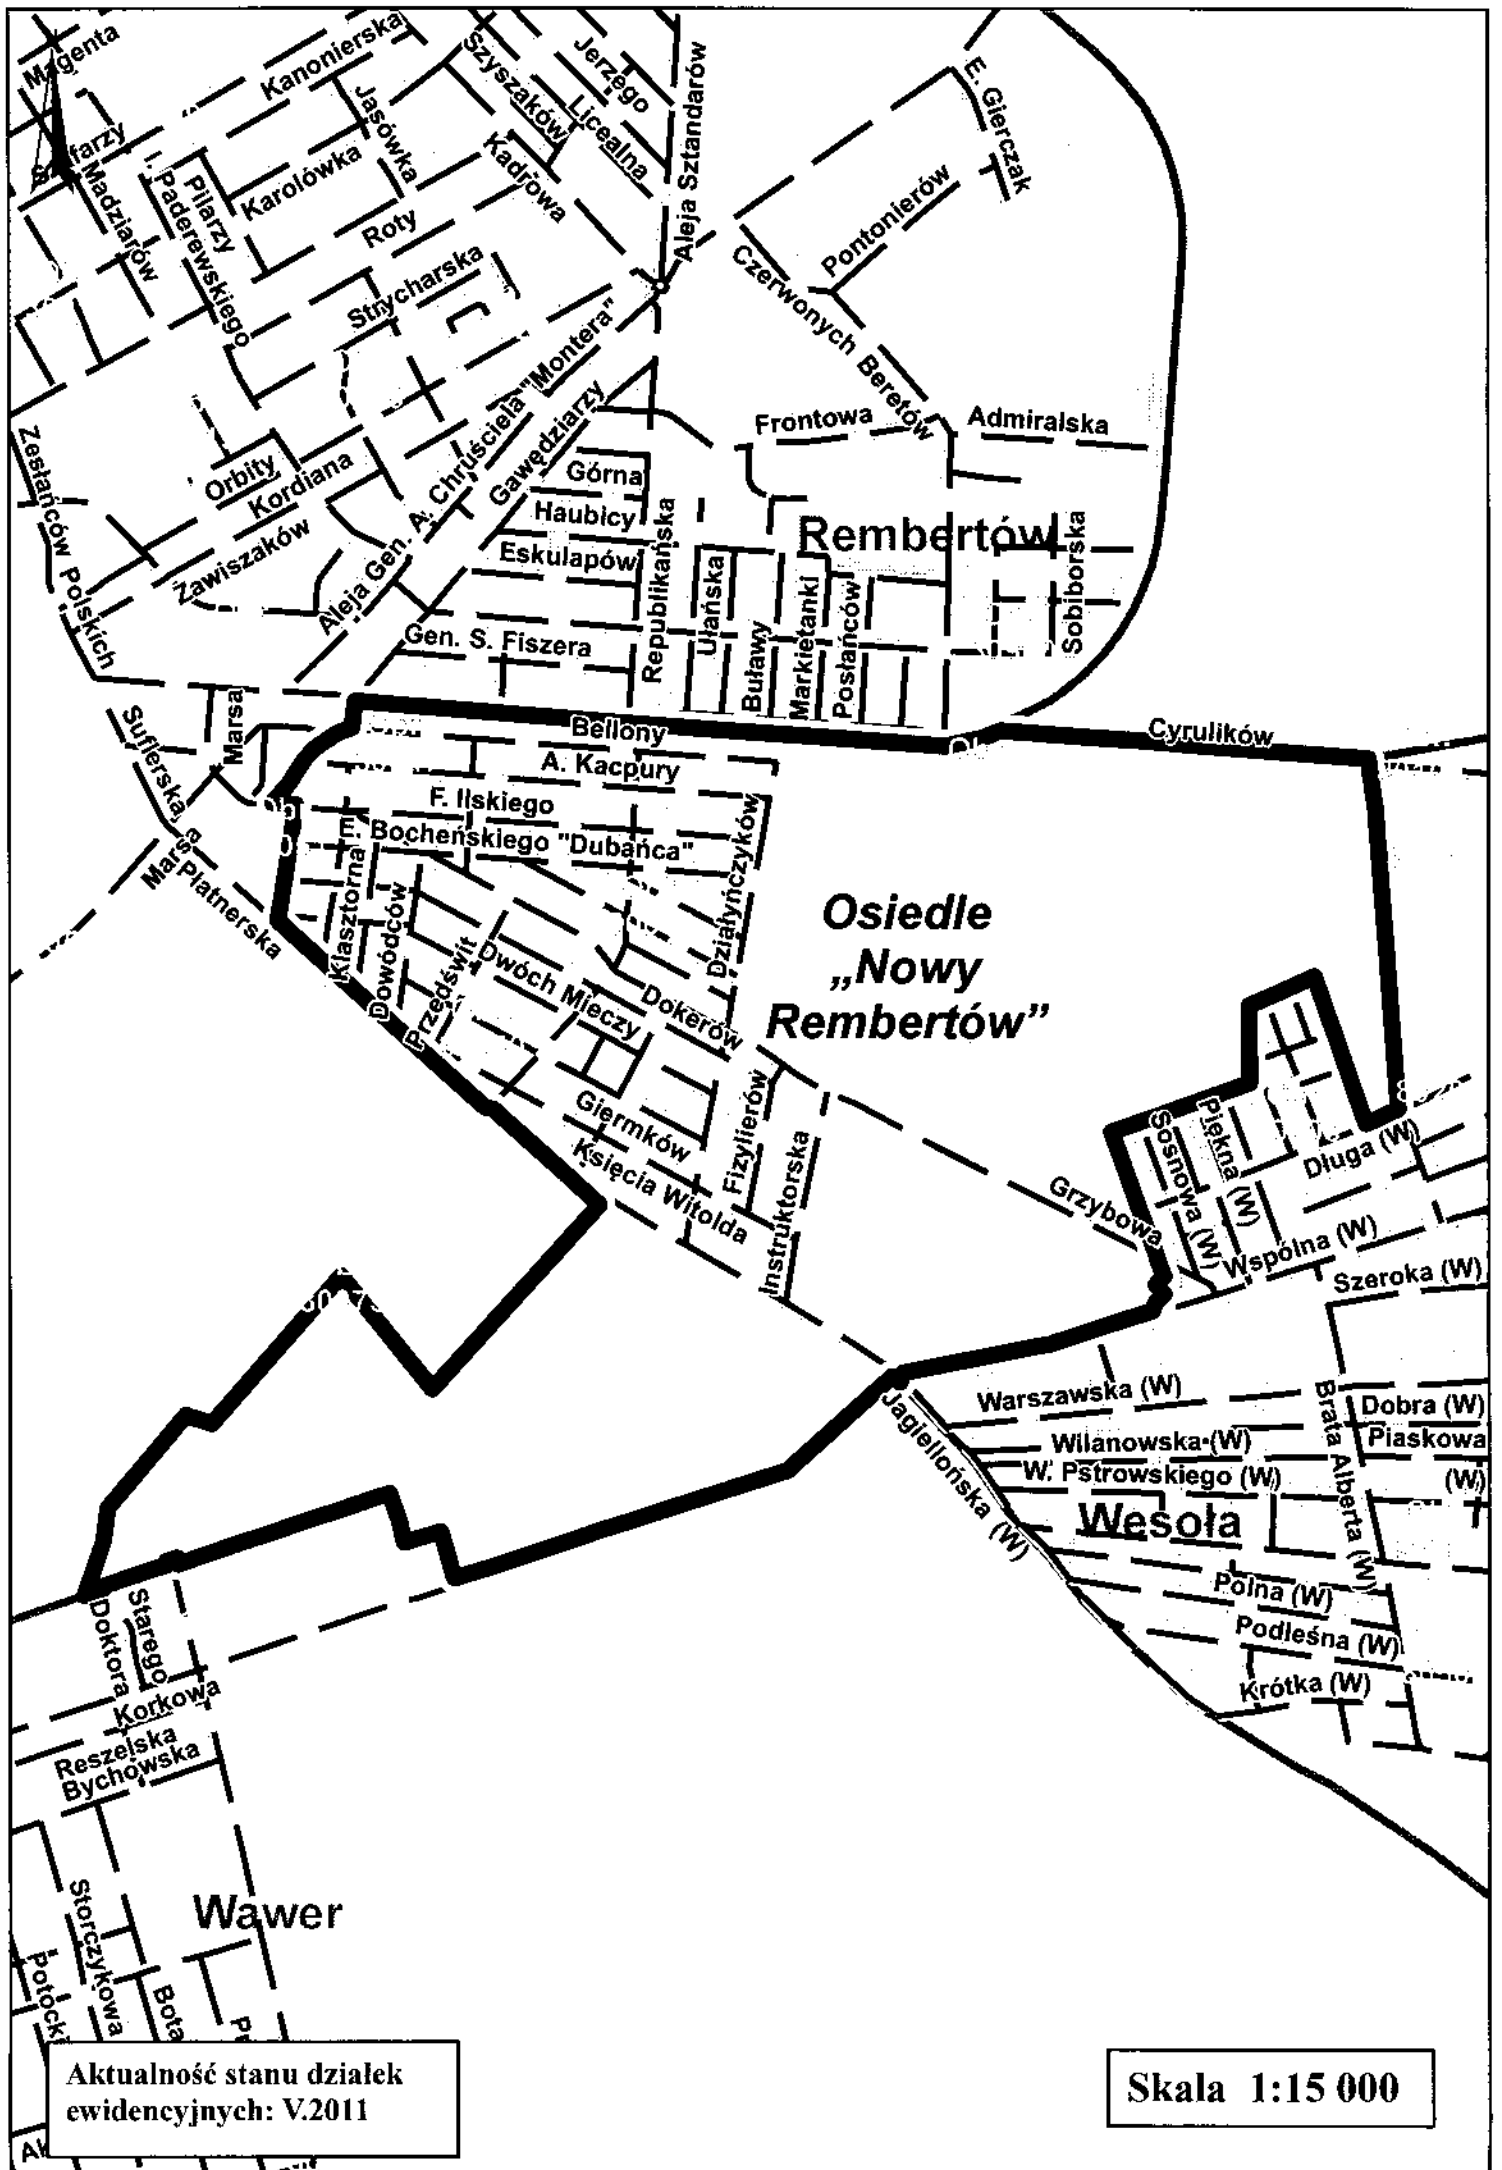 Magenta
Kanonierska
Szyszaków
Jerzego
Licealna
Aleja Sztandarów
E. Gierczak
Jasówka
Karolówka
Kadrowa
Madziarów
I. Paderewskiego
Pilarzy
Roty
Strycharska
Pontonierów
Czerwonych Beretów
Aleja Gen. A. Chruściela "Montera"
Gawędziarzy
Frontowa
Admiralska
Zesłańców Polskich
Orbity
Kordiana
Zawiszaków
Górna
Haubicy
Eskulapów
Republikańska
Rembertów
Ułańska
Buławy
Markietanki
Posłańców
Soborska
Gen. S. Fiszera
Suflerska
Marsa
Bellony
Cyrulików
A. Kacpury
F. Ilskiego
E. Bocheńskiego "Dubańca"
Działyńczyków
Marsa
Płatnerska
Klasztorna
Dowódców
Przedświt
Dwóch Mieczy
Dokerów
Osiedle
„Nowy
Rembertów”
Giermków
Księcia Witolda
Fizylierów
Instruktorska
Grzybowa
Sosnowa (W)
Piękna (W)
Długa (W)
Wspólna (W)
Szeroka (W)
Warszawska (W)
Brata Alberta (W)
Dobra (W)
Wilanowska (W)
Piaskowa
(W)
W. Pstrowskiego (W)
Jagiellońska (W)
Wesoła
Polna (W)
Podleśna (W)
Krótka (W)
Starego
Doktora
Korkowa
Reszelska
Bychowska
Wawer
Storczykowa
Potocki
Bota
Aktualność stanu działek
ewidencyjnych: V.2011
Skala 1:15 000